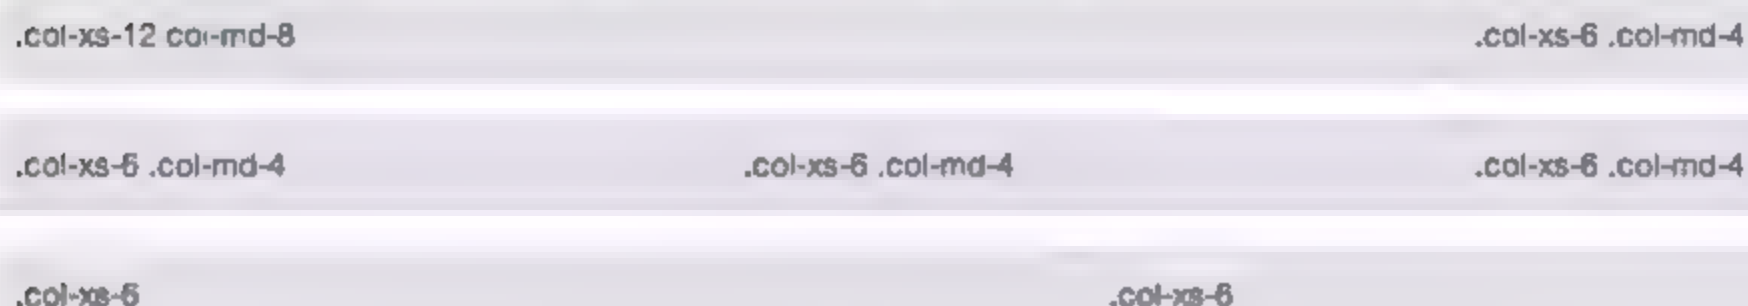 .col-xs-12 col-md-8 .col-xs-6 .col-md-4
.col-xs-6 .col-md-4 .col-xs-6 .col-md-4 .col-xs-6 .col-md-4
.col-xs-6 .col-xs-6